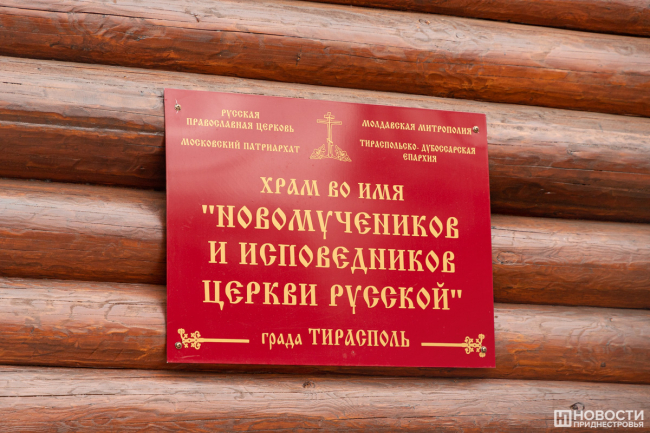 РУССКАЯ
ПРАВОСЛАВНАЯ ЦЕРКОВЬ
МОСКОВСКИЙ ПАТРИАРХАТ
МОЛДАВСКАЯ МИТРОПОЛИЯ
ТИРАСПОЛЬСКО-ДУБОССАРСКАЯ
ЕПАРХИЯ
ХРАМ ВО ИМЯ
"НОВОМУЧЕНИКОВ
И ИСПОВЕДНИКОВ
ЦЕРКВИ РУССКОЙ"
града ТИРАСПОЛЬ
НОВОСТИ
ПРИДНЕСТРОВЬЯ